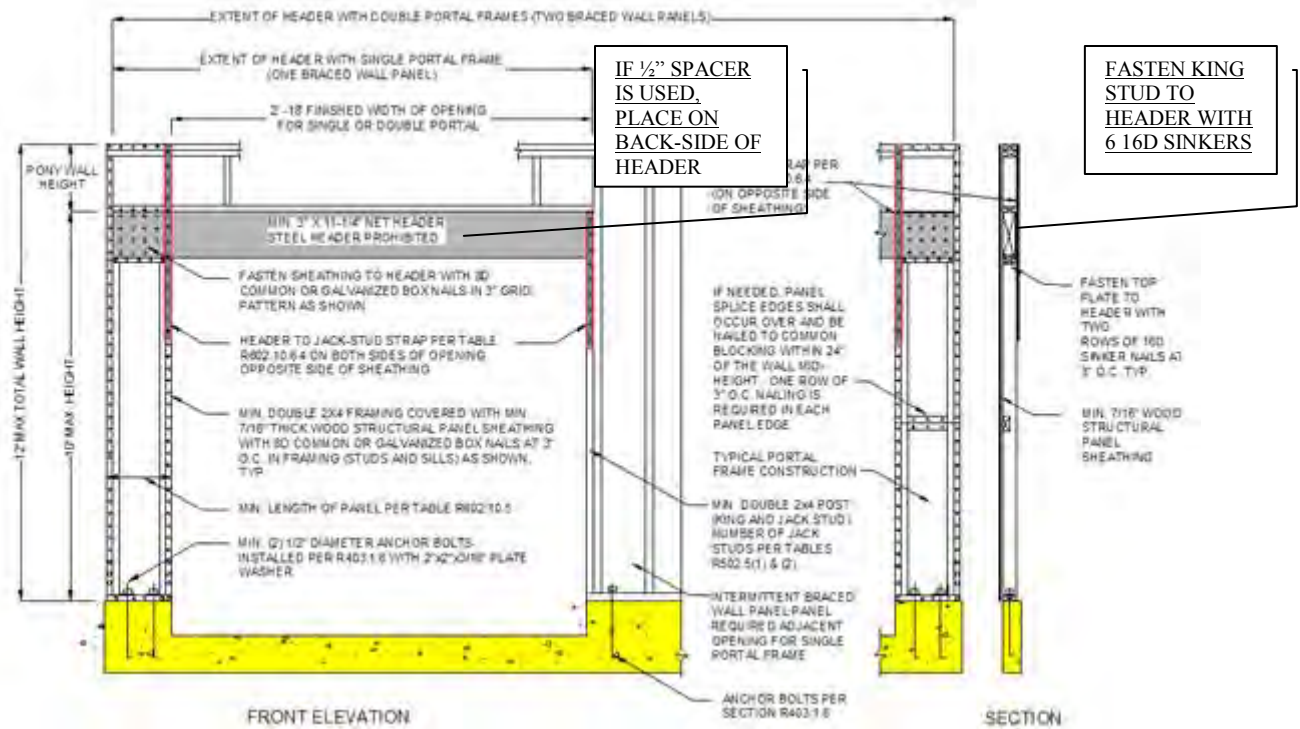 EXTENT OF HEADER WITH DOUBLE PORTAL FRAMES (TWO BRACED WALL PANELS)
EXTENT OF HEADER WITH SINGLE PORTAL FRAME
(ONE BRACED WALL PANEL)
2'-18' FINISHED WIDTH OF OPENING
FOR SINGLE OR DOUBLE PORTAL
IF ½” SPACER
IS USED,
PLACE ON
BACK-SIDE OF
HEADER
FASTEN KING
STUD TO
HEADER WITH
6 16D SINKERS
PONY WALL
HEIGHT
12' MAX TOTAL WALL HEIGHT
10' MAX. HEIGHT
MIN. 3" X 11-1/4" NET HEADER
STEEL HEADER PROHIBITED
FASTEN SHEATHING TO HEADER WITH 8D
COMMON OR GALVANIZED BOX NAILS IN 3" GRID
PATTERN AS SHOWN
HEADER TO JACK-STUD STRAP PER TABLE
R602.10.6.4 ON BOTH SIDES OF OPENING
OPPOSITE SIDE OF SHEATHING
MIN. DOUBLE 2X4 FRAMING COVERED WITH MIN
7/16" THICK WOOD STRUCTURAL PANEL SHEATHING
WITH 8D COMMON OR GALVANIZED BOX NAILS AT 3"
O.C. IN FRAMING (STUDS AND SILLS) AS SHOWN.
TYP.
MIN. LENGTH OF PANEL PER TABLE R602.10.5
MIN. (2) 1/2" DIAMETER ANCHOR BOLTS
INSTALLED PER R403.1.6 WITH 2"x2"x3/16" PLATE
WASHER
PER
(ON OPPOSITE SIDE
OF SHEATHING)
IF NEEDED, PANEL
SPLICE EDGES SHALL
OCCUR OVER AND BE
NAILED TO COMMON
BLOCKING WITHIN 24"
OF THE WALL MID-
HEIGHT. ONE ROW OF
3" O.C. NAILING IS
REQUIRED IN EACH
PANEL EDGE.
TYPICAL PORTAL
FRAME CONSTRUCTION
MIN. DOUBLE 2x4 POST
(KING AND JACK STUD).
NUMBER OF JACK
STUDS PER TABLES
R502.5(1) & (2).
INTERMITTENT BRACED
WALL PANEL-PANEL
REQUIRED ADJACENT
OPENING FOR SINGLE
PORTAL FRAME
ANCHOR BOLTS PER
SECTION R403.1.6
FASTEN TOP
PLATE TO
HEADER WITH
TWO
ROWS OF 16D
SINKER NAILS AT
3" O.C. TYP.
MIN. 7/16" WOOD
STRUCTURAL
PANEL
SHEATHING
FRONT ELEVATION
SECTION